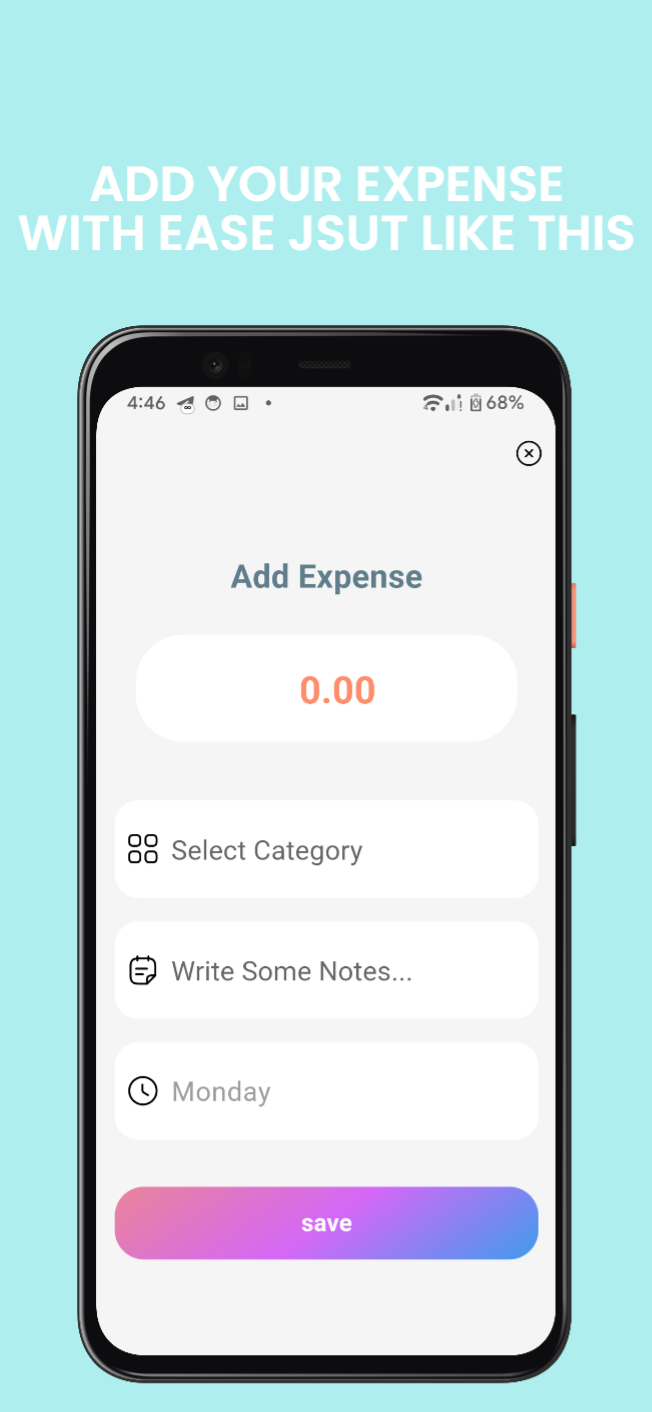 ADD YOUR EXPENSE
WITH EASE JSUT LIKE THIS
4:46 68%
Add Expense
0.00
Select Category
Write Some Notes...
Monday
save